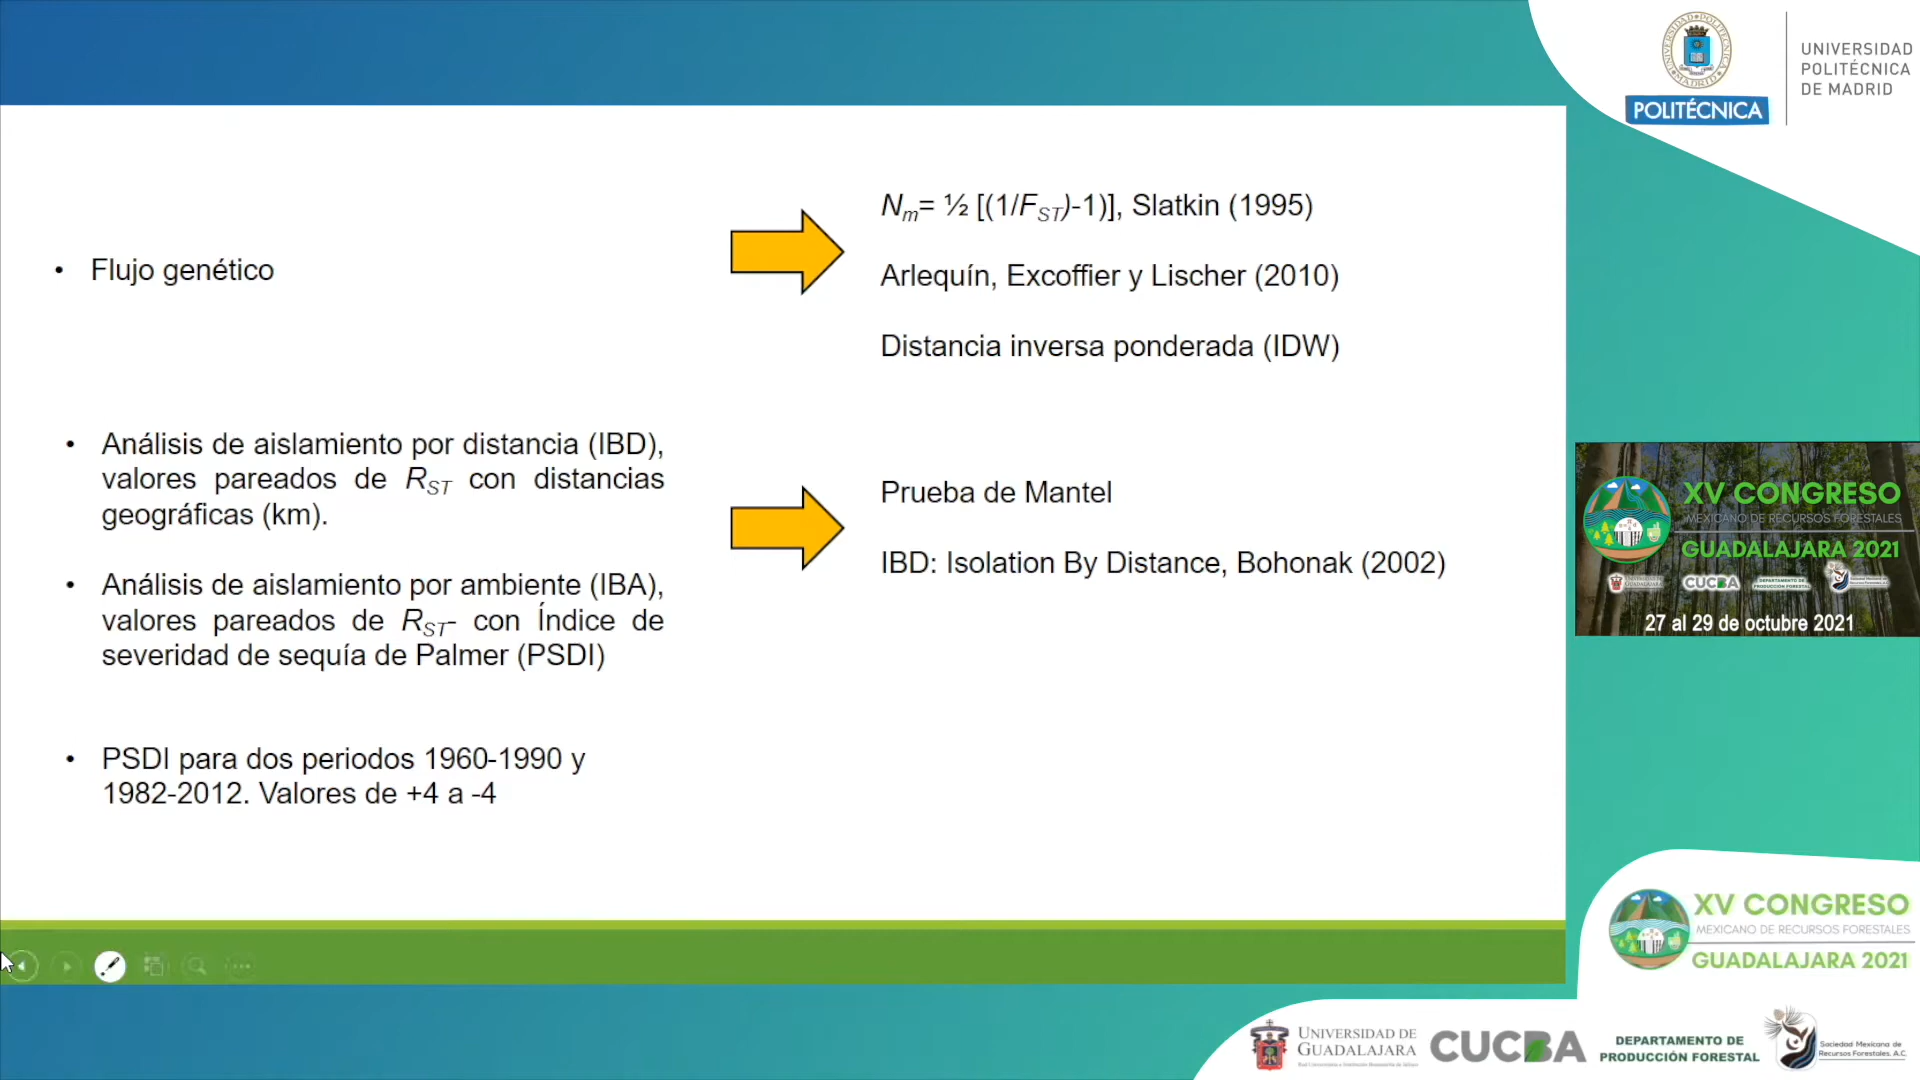 UNIVERSIDAD
POLITÉCNICA
DE MADRID
POLITÉCNICA
• Flujo genético
Nm= ½ [(1/FST)-1)], Slatkin (1995)
Arlequín, Excoffier y Lischer (2010)
Distancia inversa ponderada (IDW)
• Análisis de aislamiento por distancia (IBD),
valores pareados de RST con distancias
geográficas (km).
• Análisis de aislamiento por ambiente (IBA),
valores pareados de RST- con Índice de
severidad de sequía de Palmer (PSDI)
• PSDI para dos periodos 1960-1990 y
1982-2012. Valores de +4 a -4
Prueba de Mantel
IBD: Isolation By Distance, Bohonak (2002)
XV CONGRESO
MEXICANO DE RECURSOS FORESTALES
GUADALAJARA 2021
CUCBA
27 al 29 de octubre 2021
XV CONGRESO
MEXICANO DE RECURSOS FORESTALES
GUADALAJARA 2021
UNIVERSIDAD DE
GUADALAJARA
CUCBA
DEPARTAMENTO DE
PRODUCCIÓN FORESTAL
Sociedad Mexicana de
Recursos Forestales, A.C.